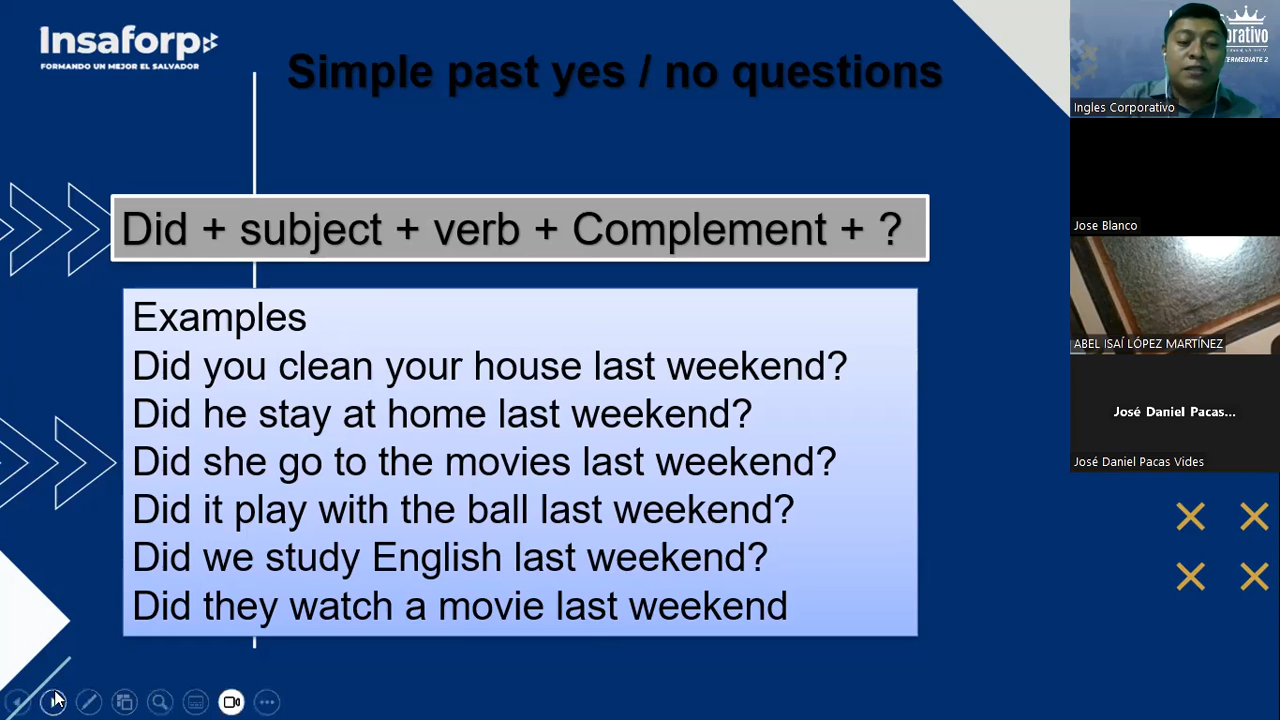 Insaforp
FORMANDO UN MEJOR EL SALVADOR
Simple past yes / no questions
Did + subject + verb + Complement + ?
Examples
Did you clean your house last weekend?
Did he stay at home last weekend?
Did she go to the movies last weekend?
Did it play with the ball last weekend?
Did we study English last weekend?
Did they watch a movie last weekend
Ingles Corporativo
Jose Blanco
ABEL ISAÍ LÓPEZ MARTÍNEZ
José Daniel Pacas...
José Daniel Pacas Vides